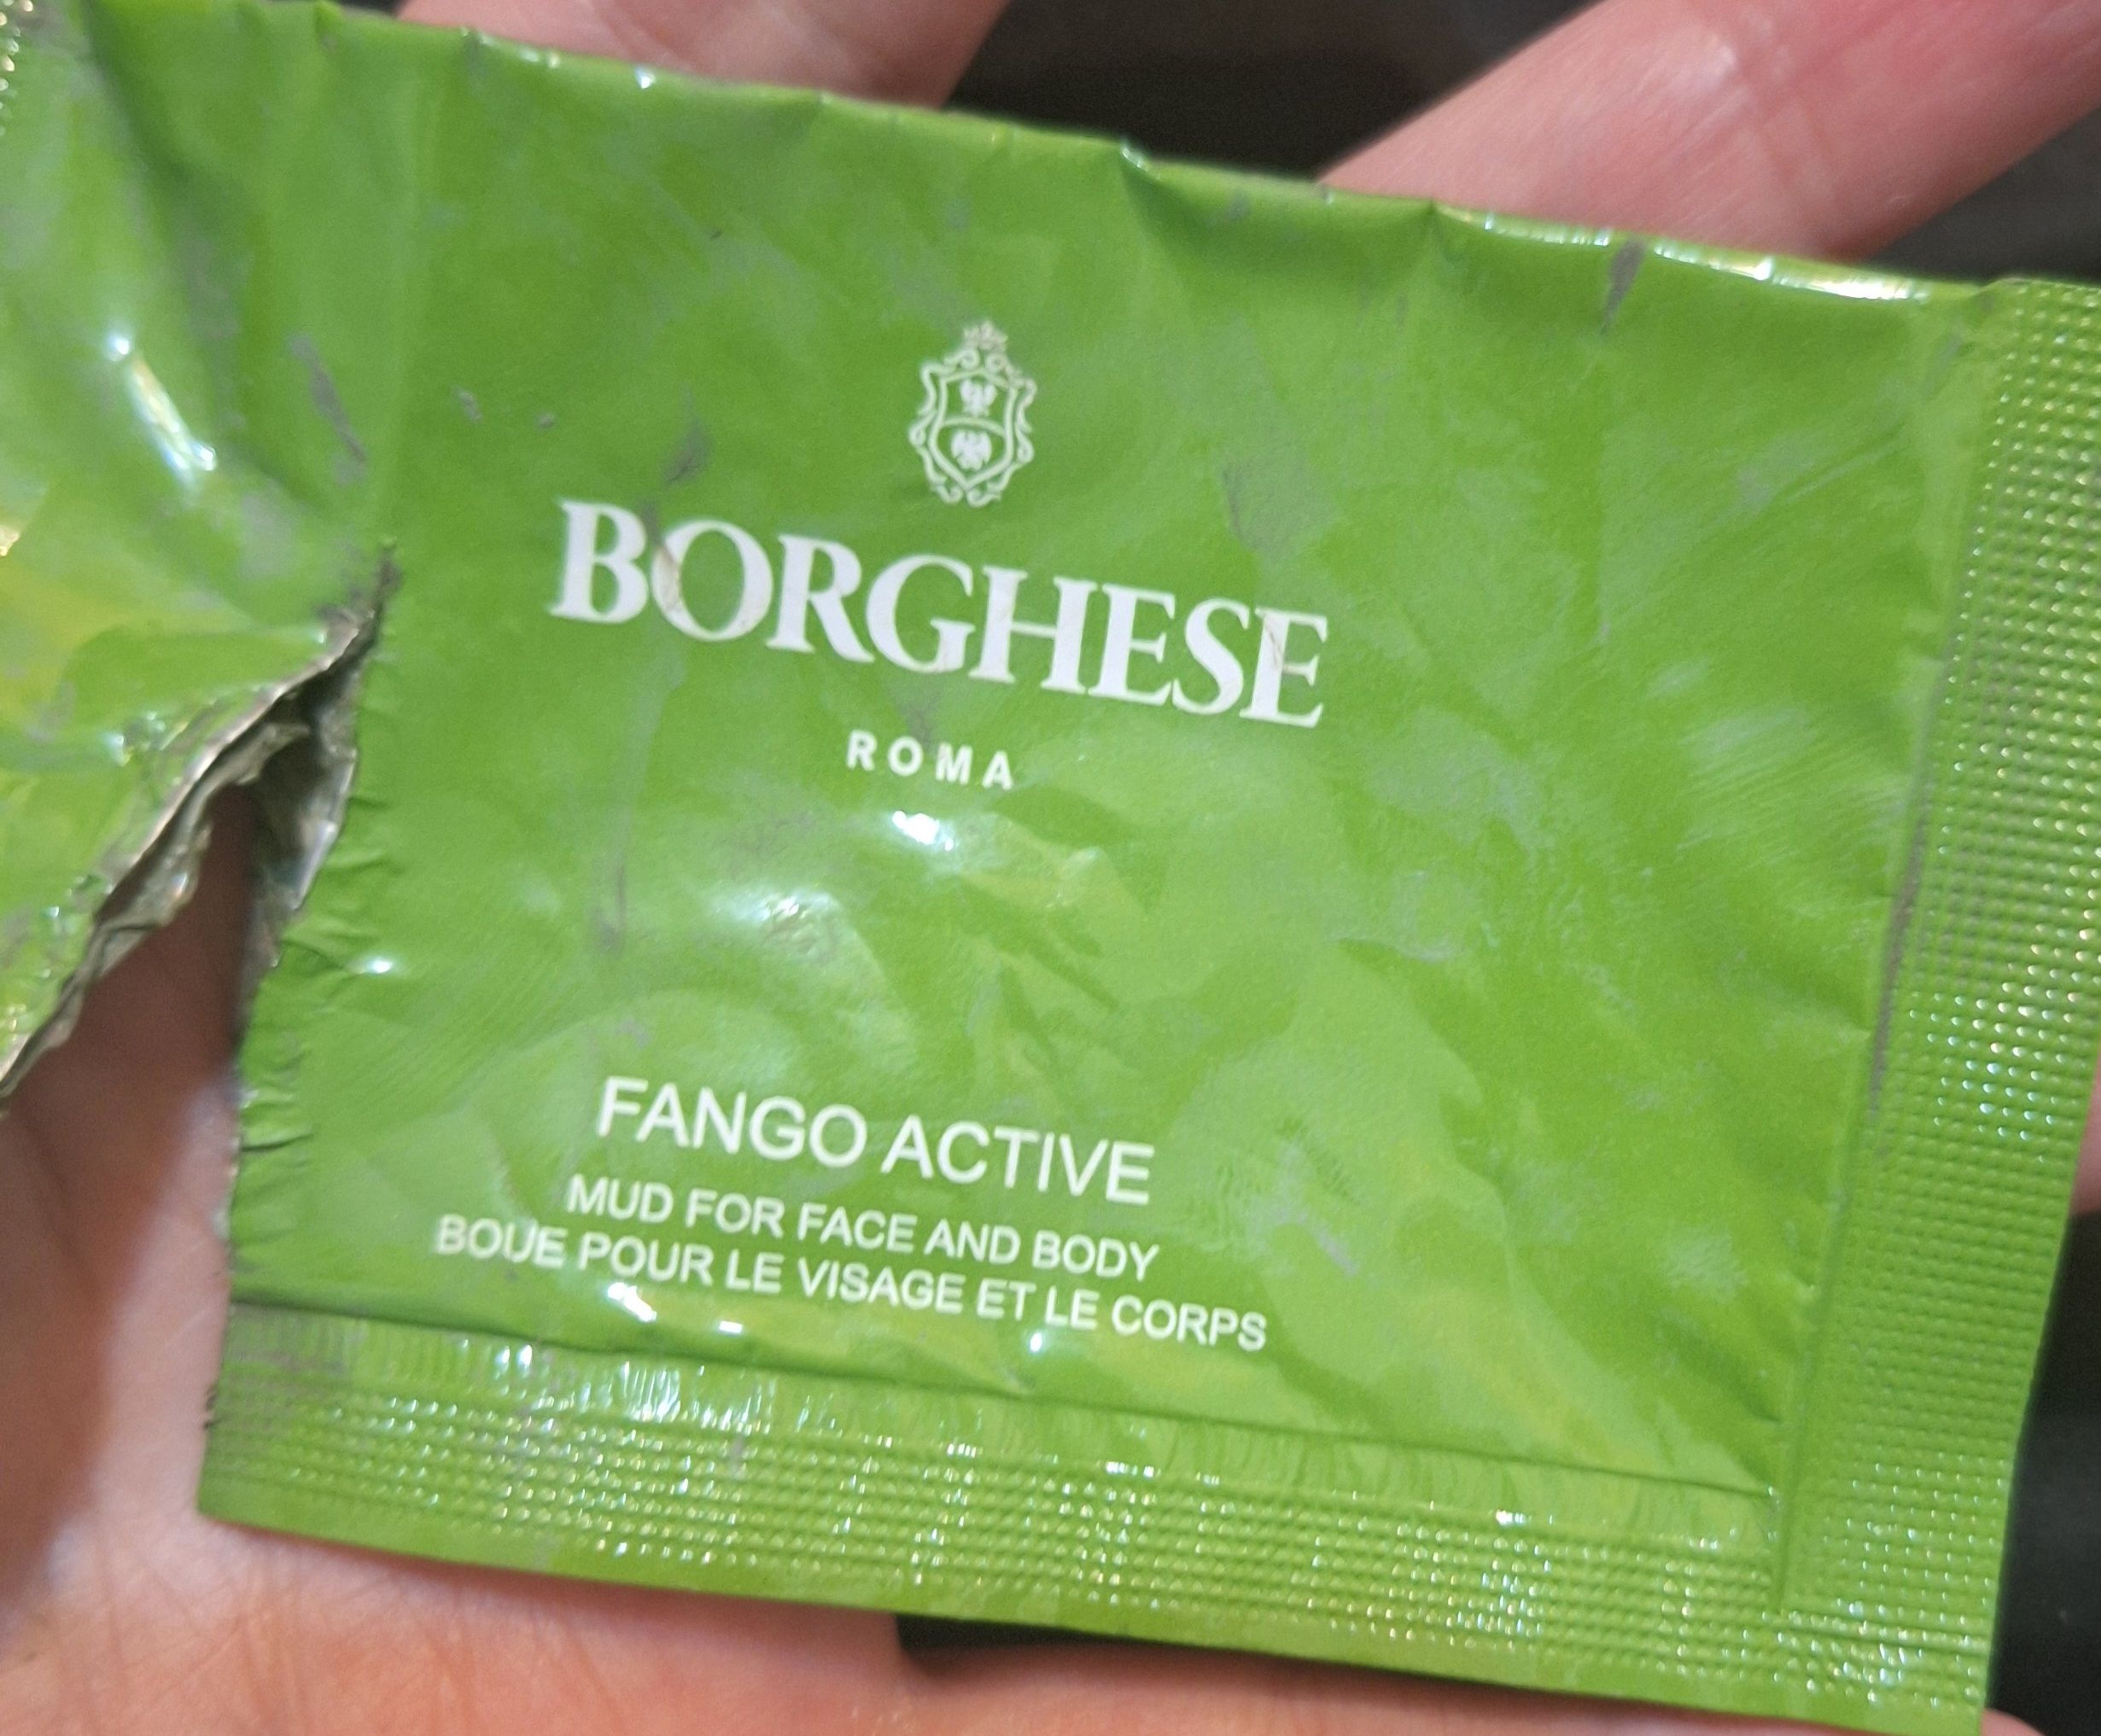 BORGHESE
ROMA
FANGO ACTIVE
MUD FOR FACE AND BODY
BOUE POUR LE VISAGE ET LE CORPS